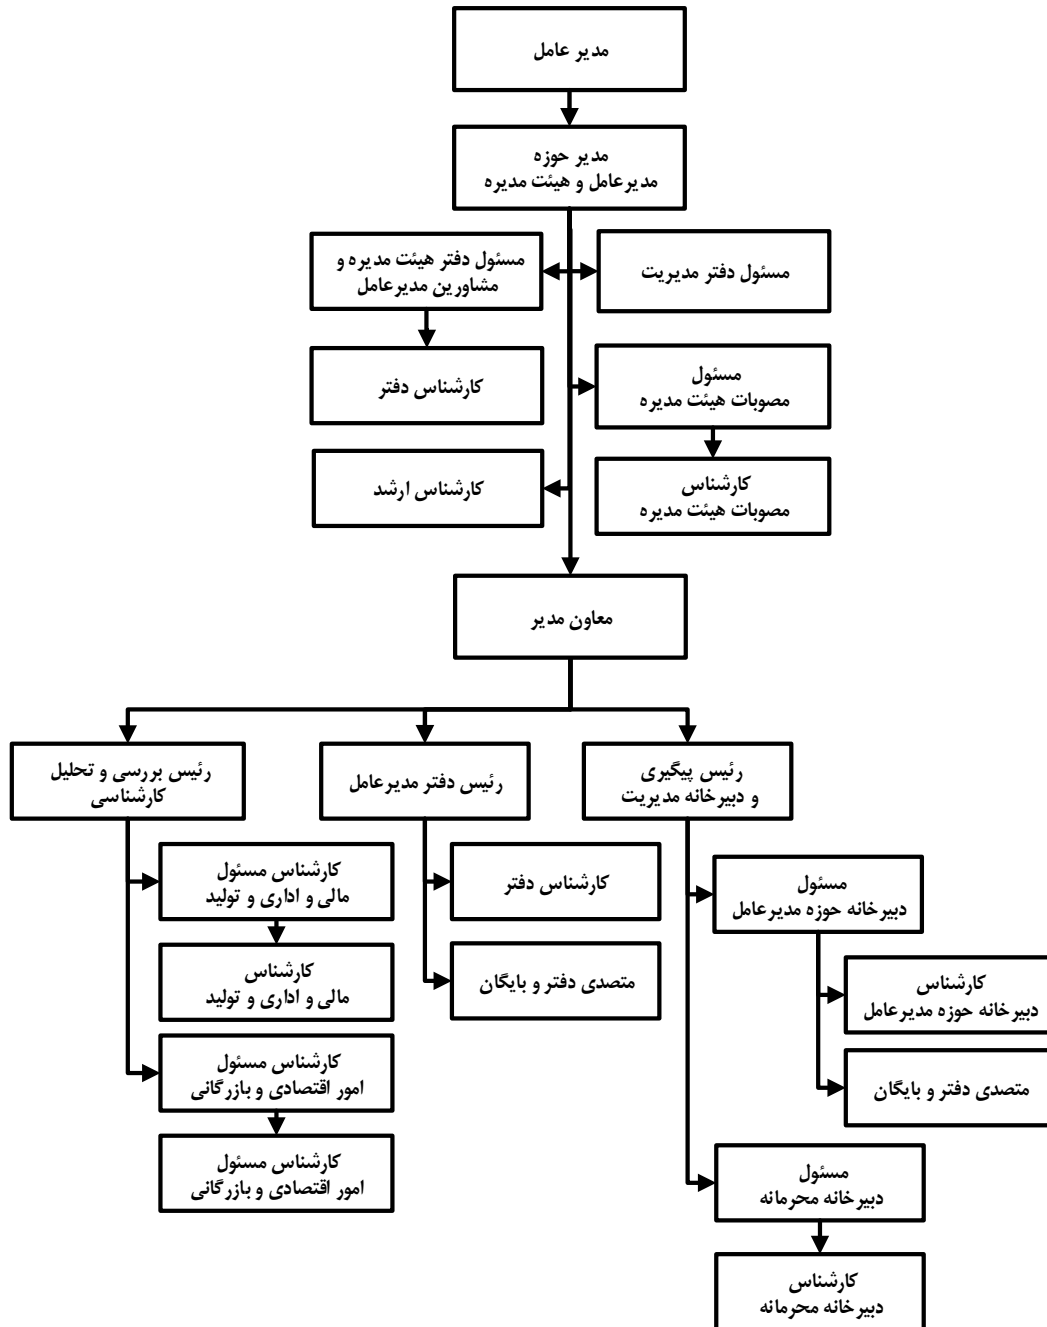 مدیر عامل
مدیر حوزه
مدیرعامل و هیئت مدیره
مسئول دفتر مدیریت
مسئول دفتر هیئت مدیره و
مشاورین مدیرعامل
مسئول
مصوبات هیئت مدیره
کارشناس دفتر
کارشناس
مصوبات هیئت مدیره
کارشناس ارشد
معاون مدیر
رئیس پیگیری
و دبیرخانه مدیریت
رئیس دفتر مدیرعامل
رئیس بررسی و تحلیل
کارشناسی
مسئول
دبیرخانه حوزه مدیرعامل
کارشناس
دبیرخانه حوزه مدیرعامل
متصدی دفتر و بایگان
مسئول
دبیرخانه محرمانه
کارشناس
دبیرخانه محرمانه
کارشناس دفتر
متصدی دفتر و بایگان
کارشناس مسئول
مالی و اداری و تولید
کارشناس
مالی و اداری و تولید
کارشناس مسئول
امور اقتصادی و بازرگانی
کارشناس مسئول
امور اقتصادی و بازرگانی